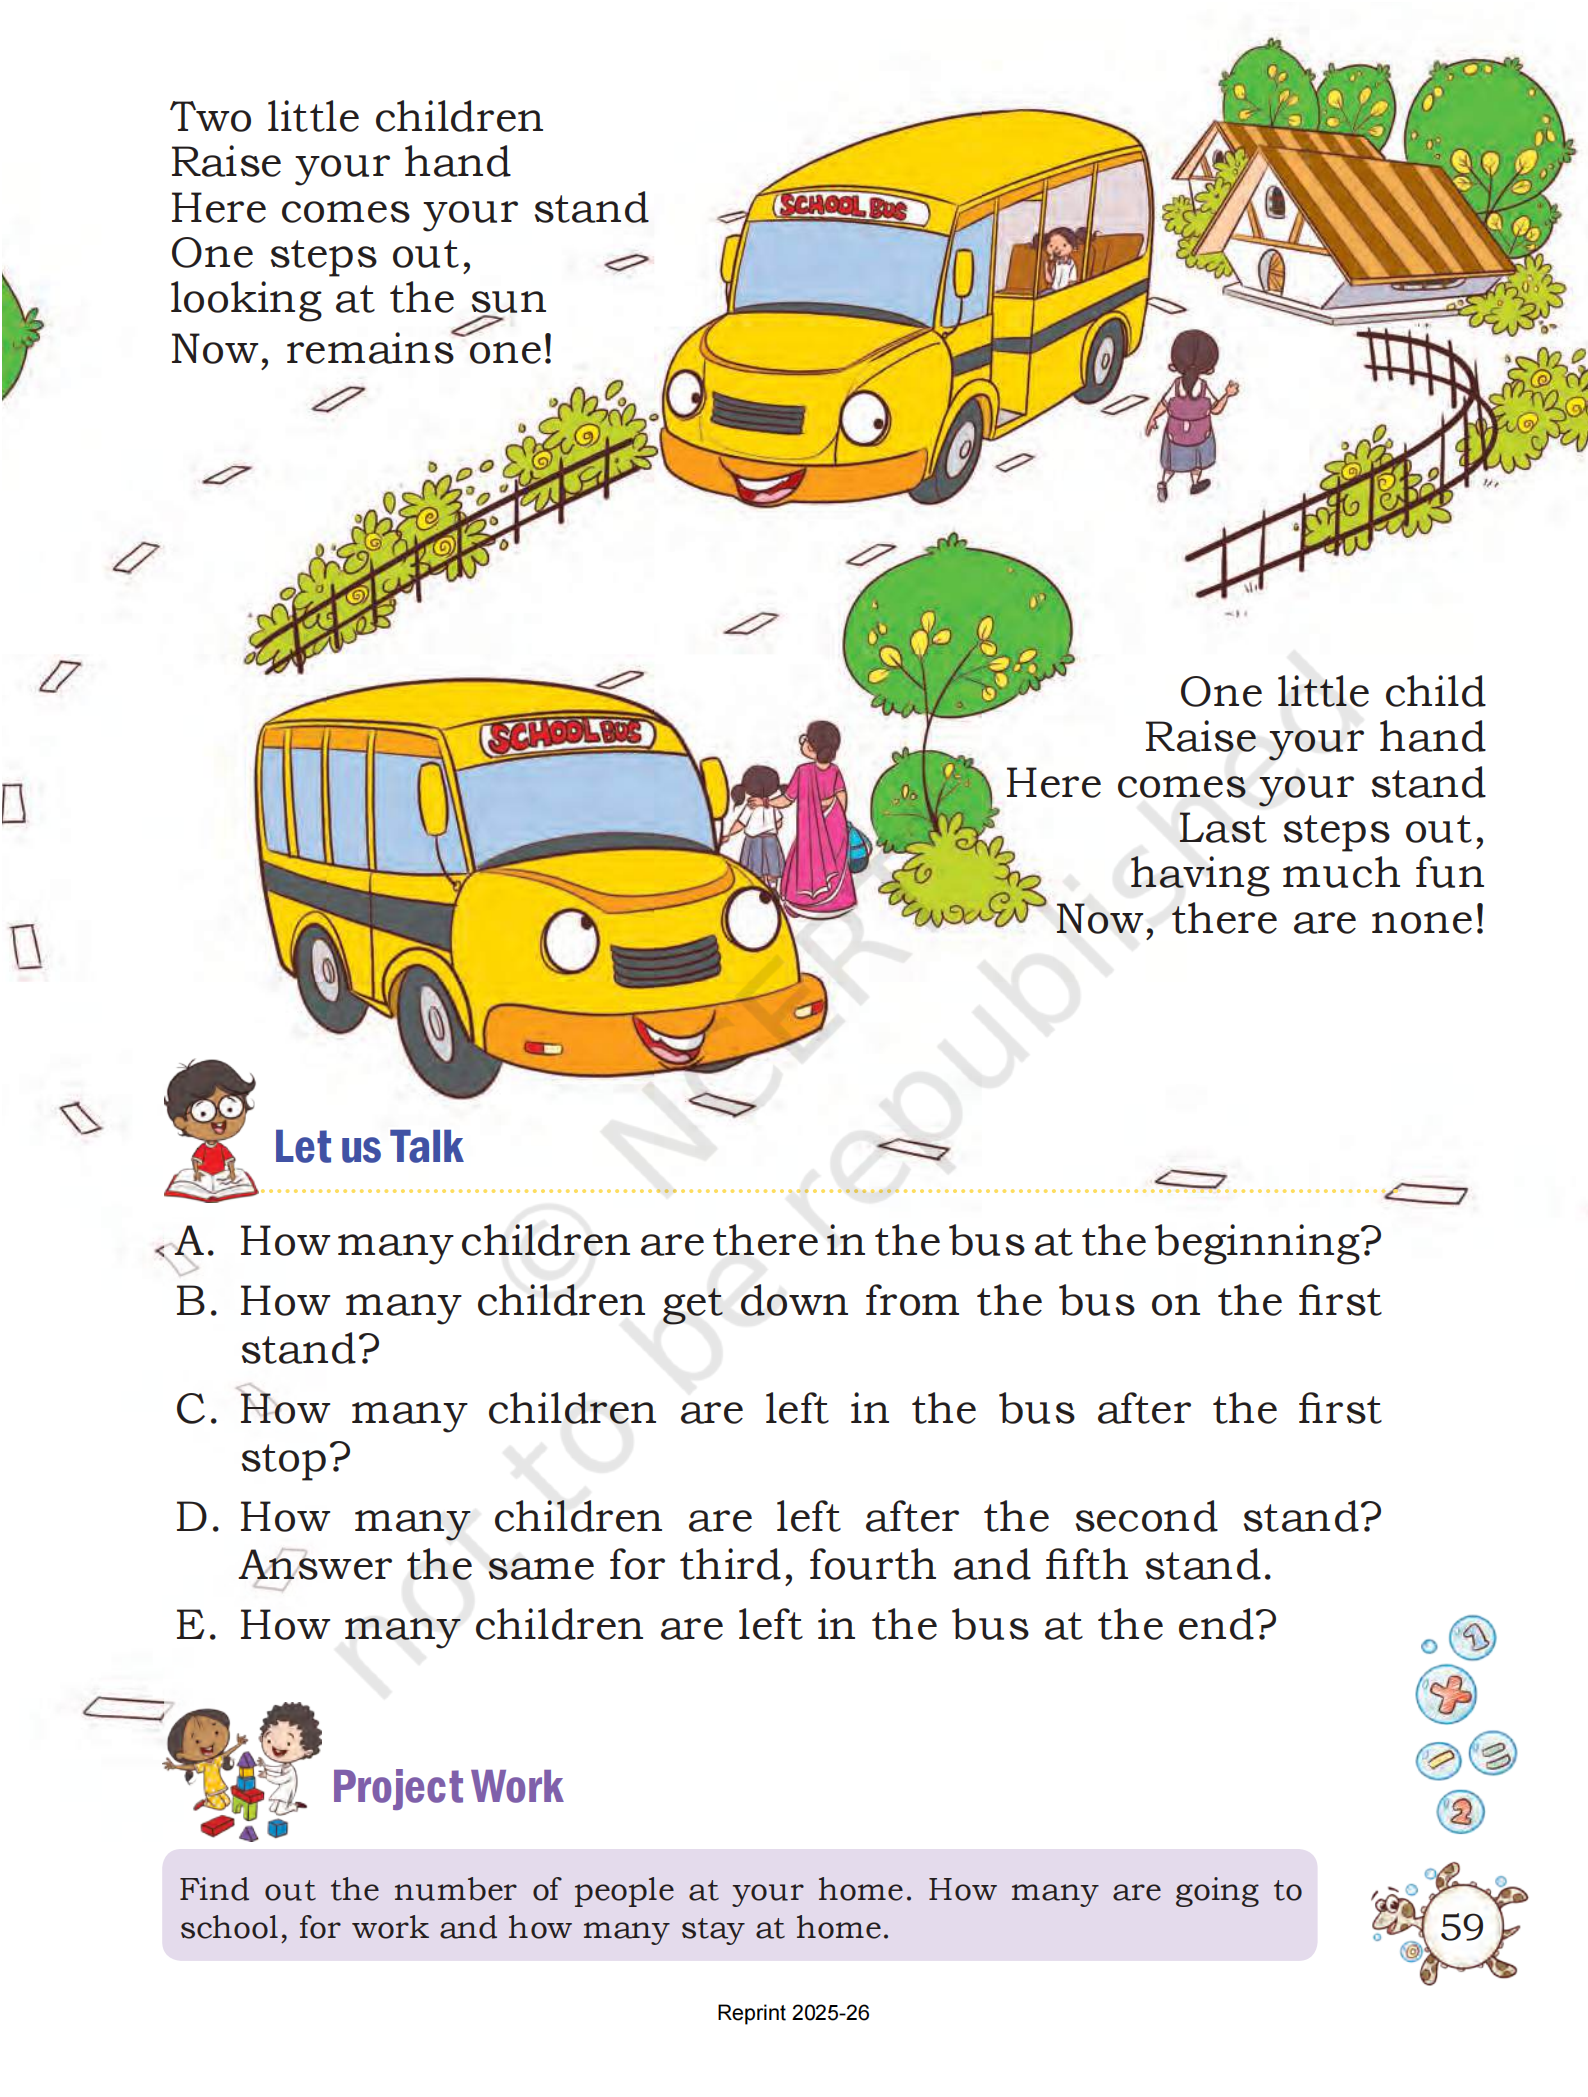 Two little children
Raise your hand
Here comes your stand
One steps out,
looking at the sun
Now, remains one!
SCHOOL BUS
SCHOOL BUS
One little child
Raise your hand
Here comes your stand
Last steps out,
having much fun
Now, there are none!
Let us Talk
A. How many children are there in the bus at the beginning?
B. How many children get down from the bus on the first
stand?
C. How many children are left in the bus after the first
stop?
D. How many children are left after the second stand?
Answer the same for third, fourth and fifth stand.
E. How many children are left in the bus at the end?
1
+
−
=
2
Project Work
Find out the number of people at your home. How many are going to
school, for work and how many stay at home.
59
Reprint 2025-26
© NCERT
not to be republished